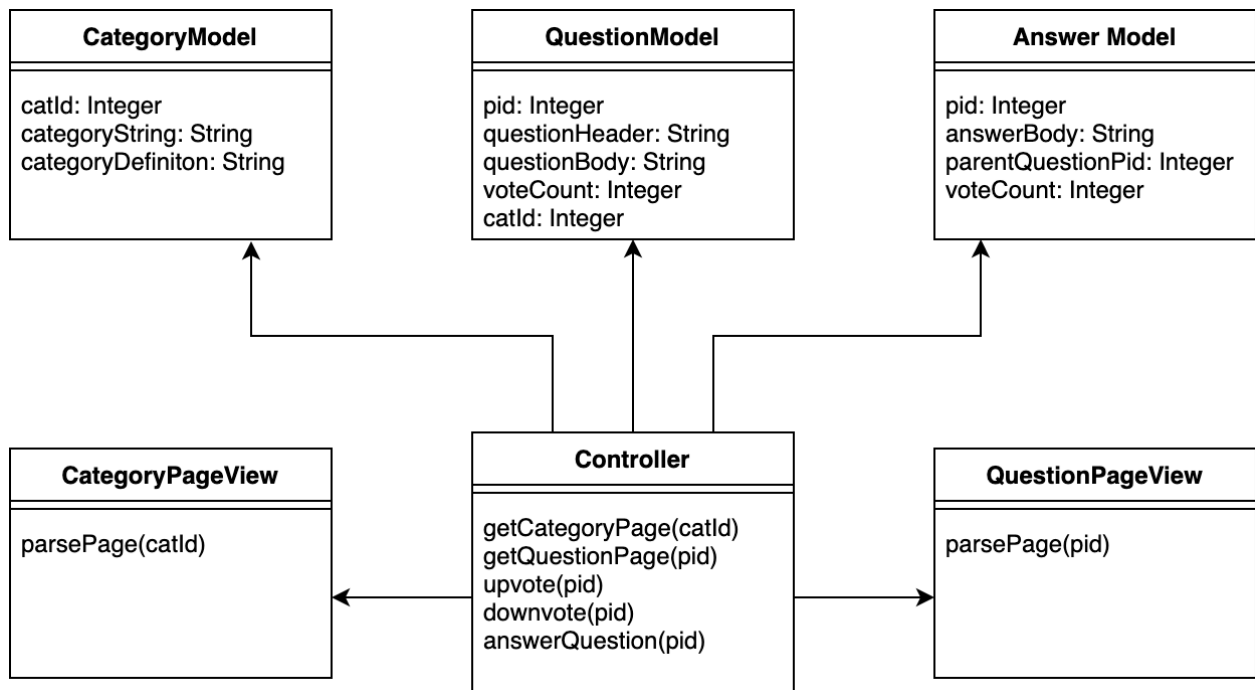 CategoryModel
catId: Integer
categoryString: String
categoryDefiniton: String
QuestionModel
pid: Integer
questionHeader: String
questionBody: String
voteCount: Integer
catId: Integer
Answer Model
pid: Integer
answerBody: String
parentQuestionPid: Integer
voteCount: Integer
CategoryPageView
parsePage(catId)
Controller
getCategoryPage(catId)
getQuestionPage(pid)
upvote(pid)
downvote(pid)
answerQuestion(pid)
QuestionPageView
parsePage(pid)